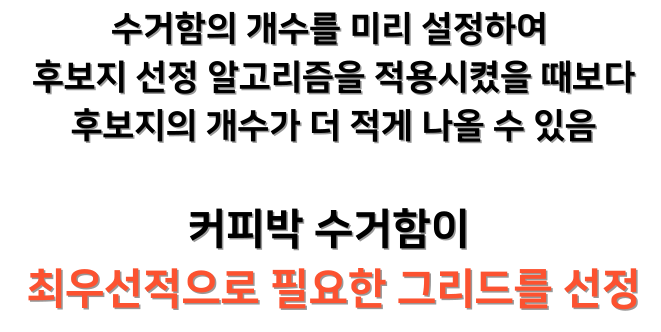 수거함의 개수를 미리 설정하여
후보지 선정 알고리즘을 적용시켰을 때보다
후보지의 개수가 더 적게 나올 수 있음
커피박 수거함이
최우선적으로 필요한 그리드를 선정